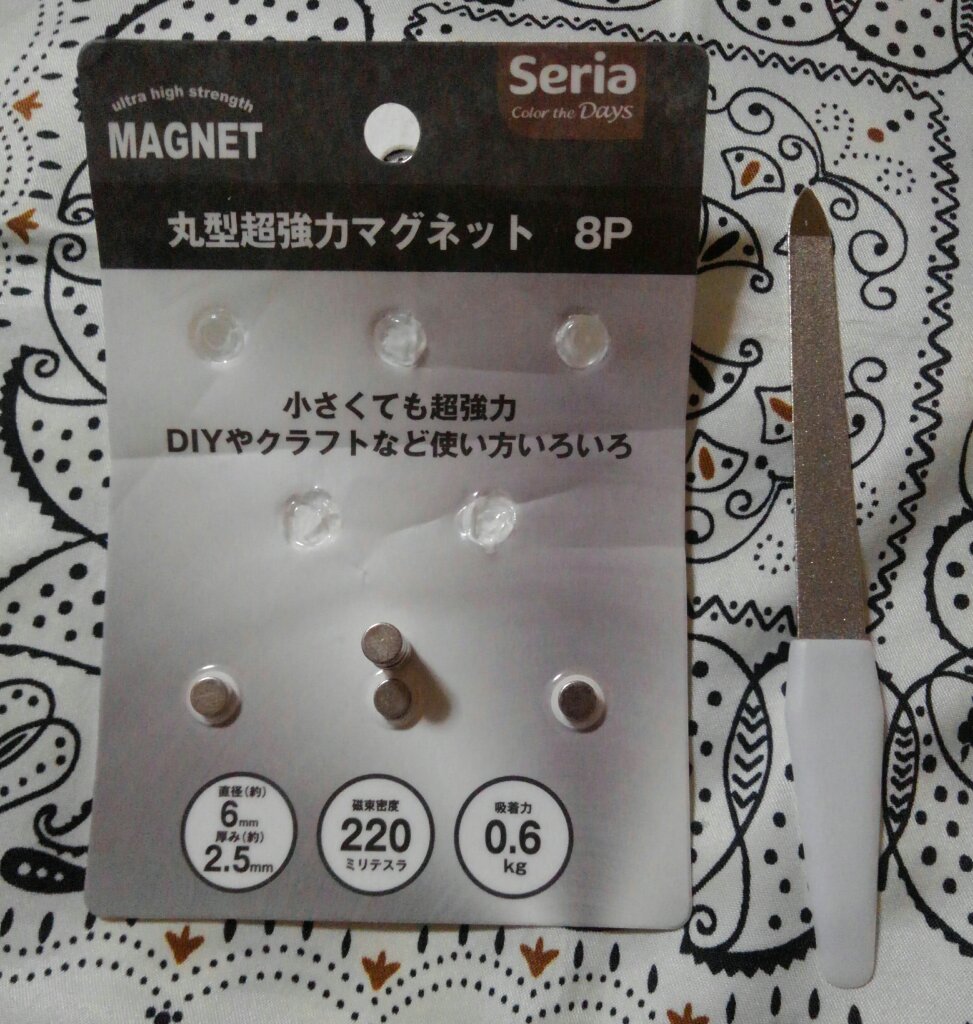 ultra high strength
MAGNET
Seria
Color the Days
丸型超強力マグネット 8P
小さくても超強力
DIYやクラフトなど使い方いろいろ
直径(約)
6mm
厚み(約)
2.5mm
磁束密度
220
ミリテスラ
吸着力
0.6
kg